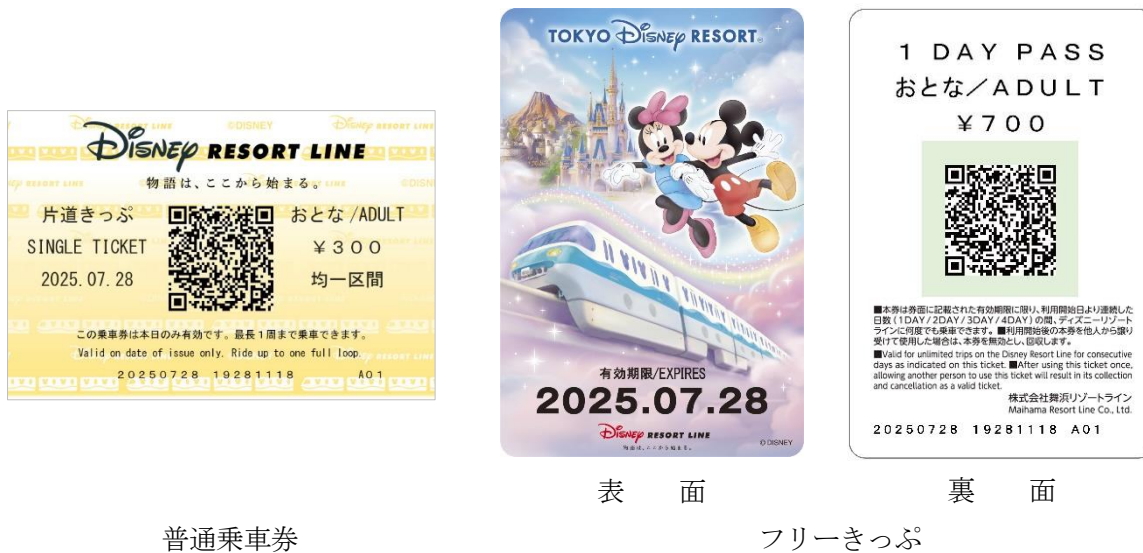 DISNEY RESORT LINE
物語は、ここから始まる。
片道きっぷ
SINGLE TICKET
2025.07.28
おとな/ADULT
￥３００
均一区間
この乗車券は本日のみ有効です。最長１周まで乗車できます。
Valid on date of issue only. Ride up to one full loop.
20250728 19281118 A01
普通乗車券
TOKYO DISNEY RESORT
有効期限/EXPIRES
2025.07.28
DISNEY RESORT LINE
物語は、ここから始まる。
© DISNEY
表 面
１ DAY PASS
おとな／ADULT
￥７００
■本券は券面に記載された有効期限に限り、利用開始日より連続した
日数（1DAY／2DAY／3DAY／4DAY）の間、ディズニーリゾート
ラインに何度でも乗車できます。■利用開始後の本券を他人から譲り
受けて使用した場合は、本券を無効とし、回収します。
■Valid for unlimited trips on the Disney Resort Line for consecutive
days as indicated on this ticket. ■After using this ticket once,
allowing another person to use this ticket will result in its collection
and cancellation as a valid ticket.
株式会社舞浜リゾートライン
Maihama Resort Line Co., Ltd.
20250728 19281118 A01
裏 面
フリーきっぷ